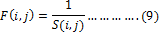 F(i,j) = 1/S(i,j) … … … … . (9)